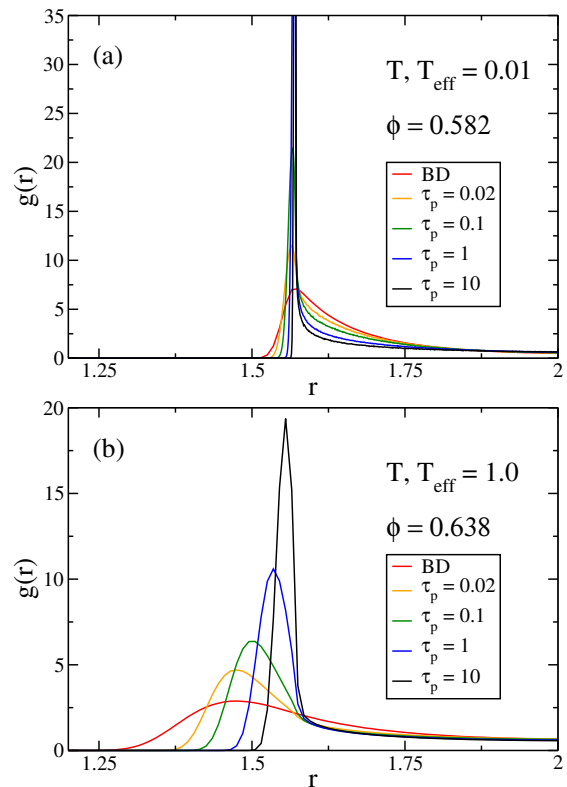 35
30
25
20
15
10
5
0
g(r)
(a)
T, T_eff = 0.01
ϕ = 0.582
BD
τ_p = 0.02
τ_p = 0.1
τ_p = 1
τ_p = 10
1.25
1.5
1.75
2
r
20
15
10
5
0
g(r)
(b)
T, T_eff = 1.0
ϕ = 0.638
BD
τ_p = 0.02
τ_p = 0.1
τ_p = 1
τ_p = 10
1.25
1.5
1.75
2
r